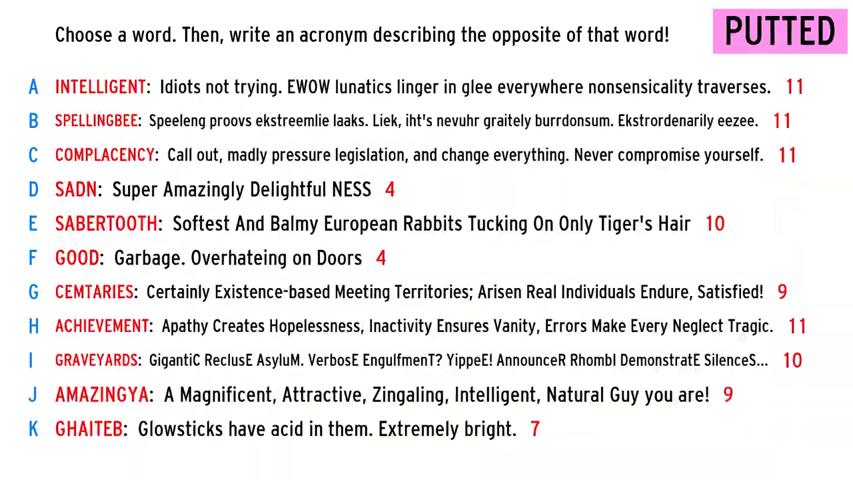 Choose a word. Then, write an acronym describing the opposite of that word!
PUTTED
A INTELLIGENT: Idiots not trying. EWOW lunatics linger in glee everywhere nonsensicality traverses. 11
B SPELLINGBEE: Speeleng proovs ekstreemlie laaks. Liek, iht's nevuhr graitely burrdonsum. Ekstrordenarily eezee. 11
C COMPLACENCY: Call out, madly pressure legislation, and change everything. Never compromise yourself. 11
D SADN: Super Amazingly Delightful NESS 4
E SABERTOOTH: Softest And Balmy European Rabbits Tucking On Only Tiger's Hair 10
F GOOD: Garbage. Overhateing on Doors 4
G CEMTARIES: Certainly Existence-based Meeting Territories; Arisen Real Individuals Endure, Satisfied! 9
H ACHIEVEMENT: Apathy Creates Hopelessness, Inactivity Ensures Vanity, Errors Make Every Neglect Tragic. 11
I GRAVEYARDS: GigantiC ReclusE AsyluM. VerbosE EngulfmenT? YippeE! AnnounceR RhombI DemonstratE SilenceS... 10
J AMAZINGYA: A Magnificent, Attractive, Zingaling, Intelligent, Natural Guy you are! 9
K GHAITEB: Glowsticks have acid in them. Extremely bright. 7